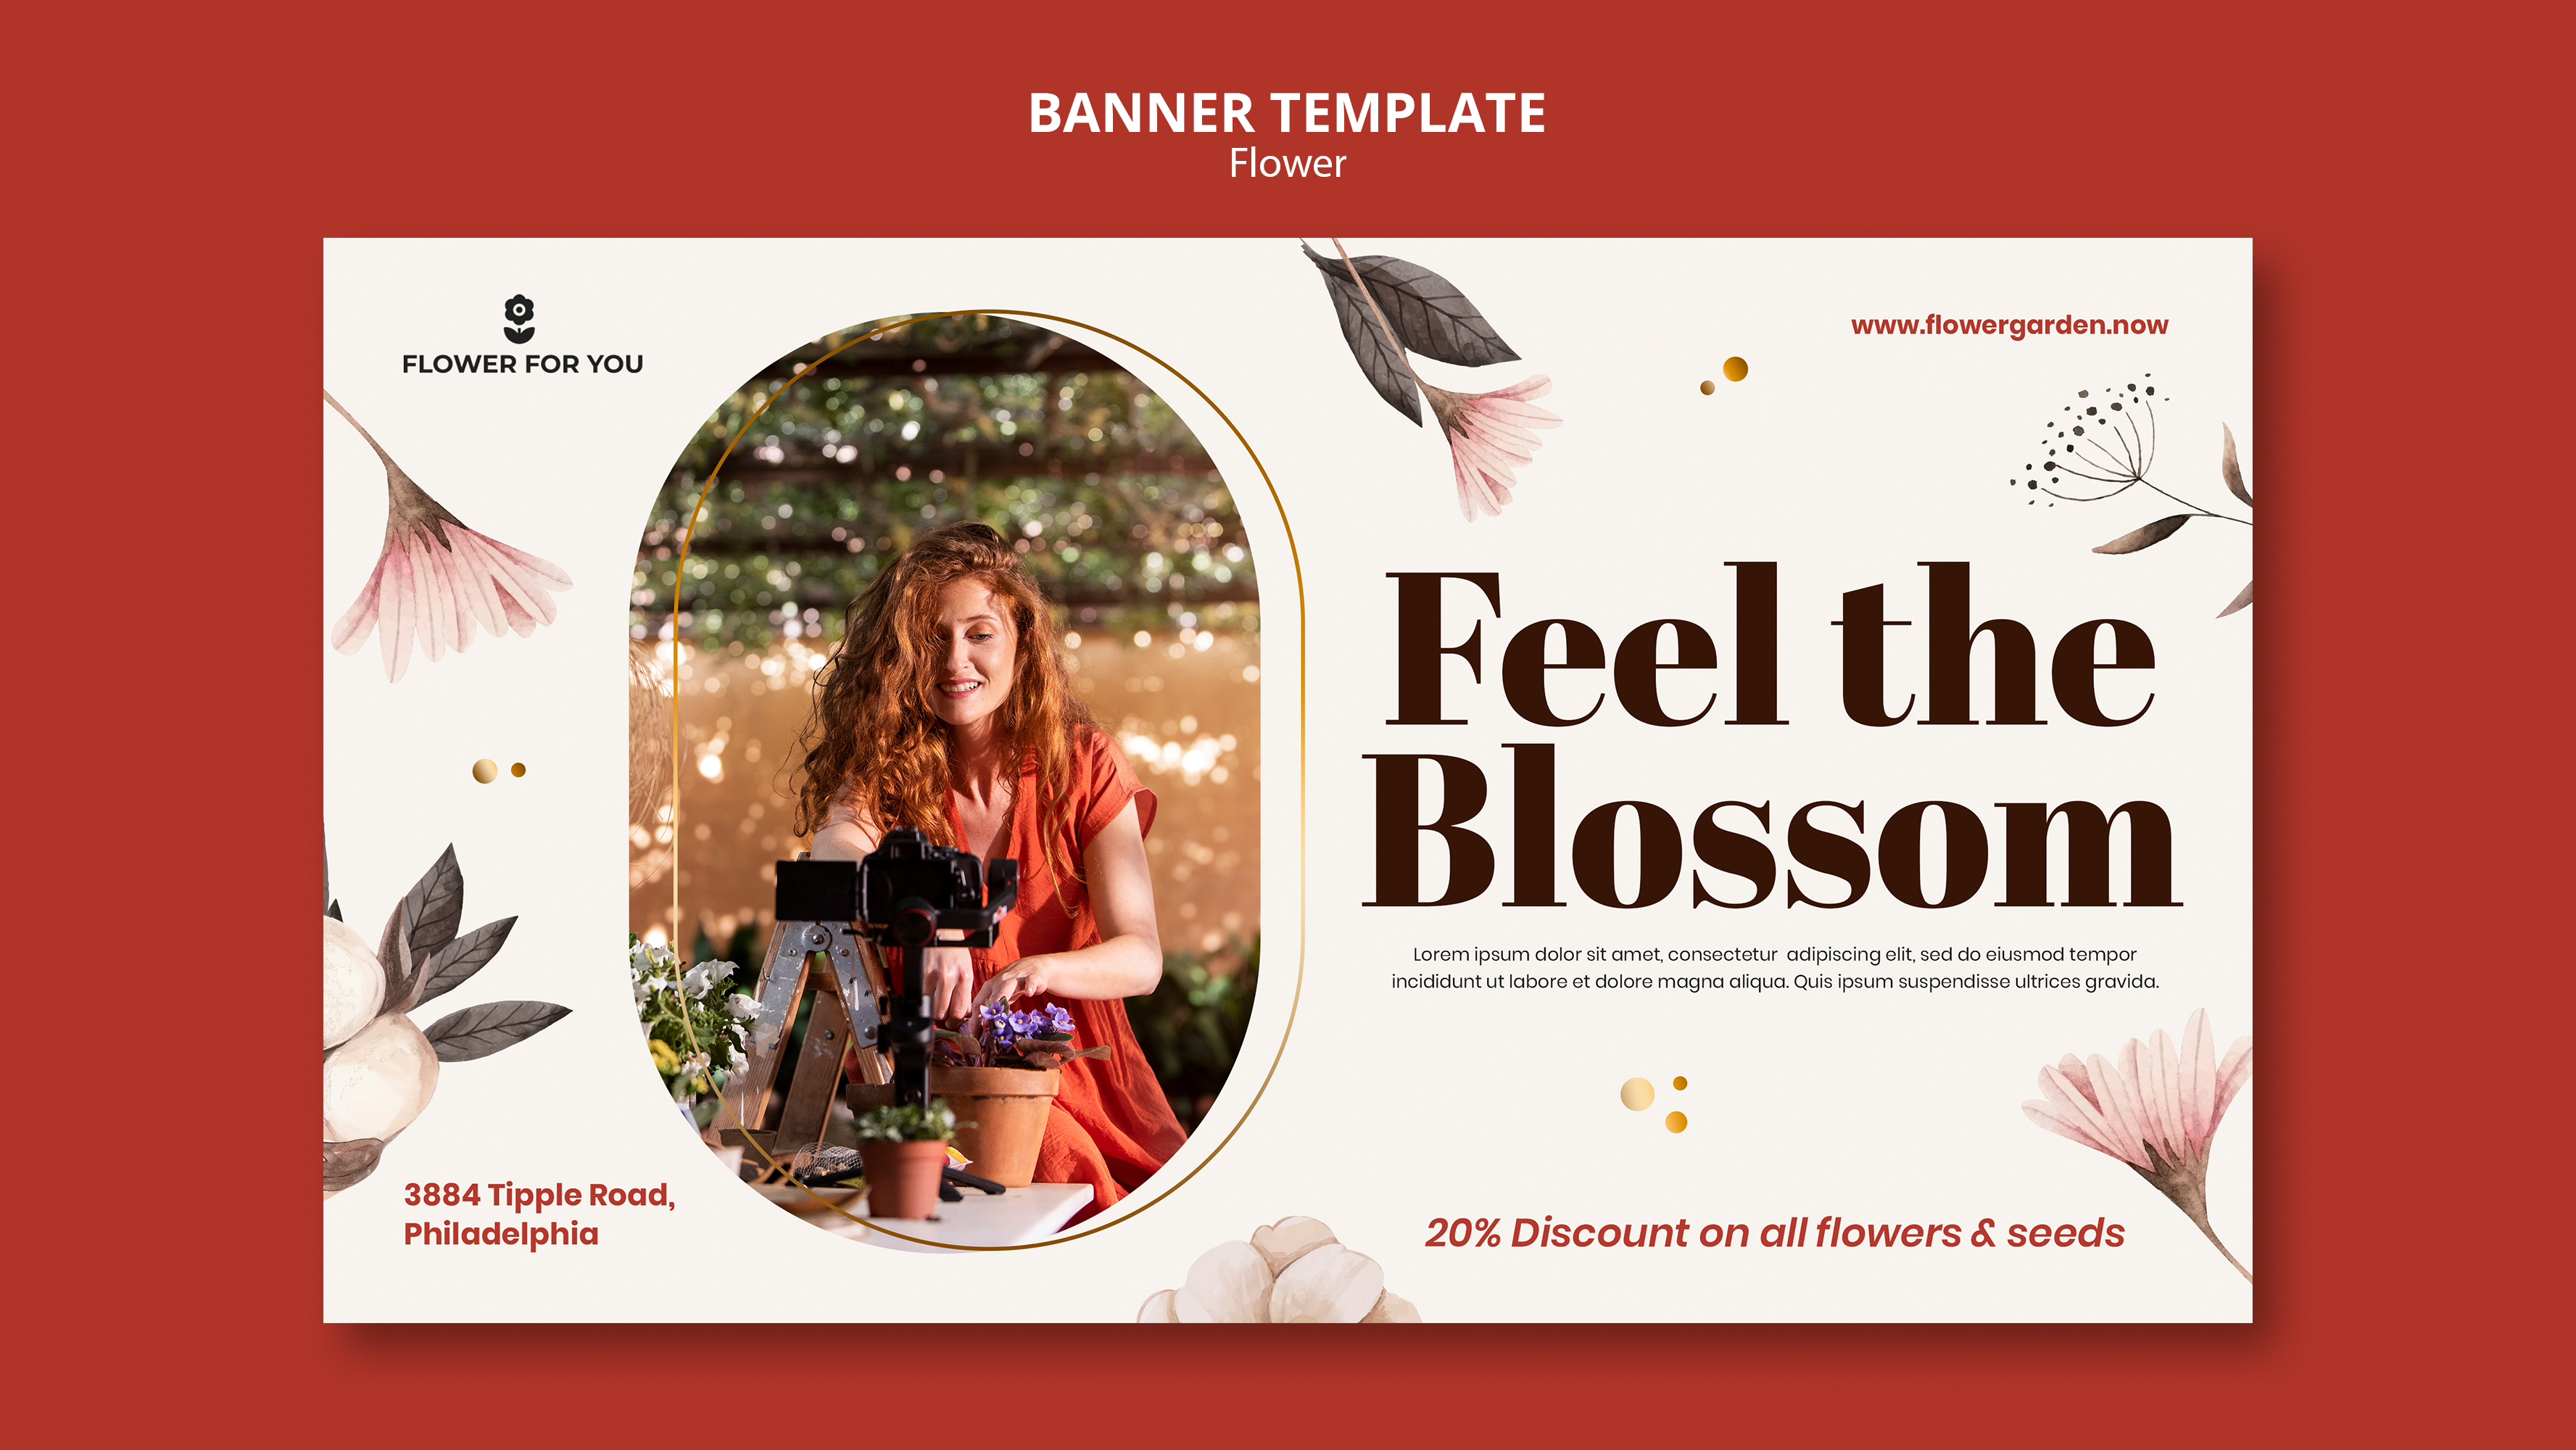 BANNER TEMPLATE
Flower
FLOWER FOR YOU
www.flowergarden.now
Feel the
Blossom
Lorem ipsum dolor sit amet, consectetur  adipiscing elit, sed do eiusmod tempor
incididunt ut labore et dolore magna aliqua. Quis ipsum suspendisse ultrices gravida.
3884 Tipple Road,
Philadelphia
20% Discount on all flowers & seeds